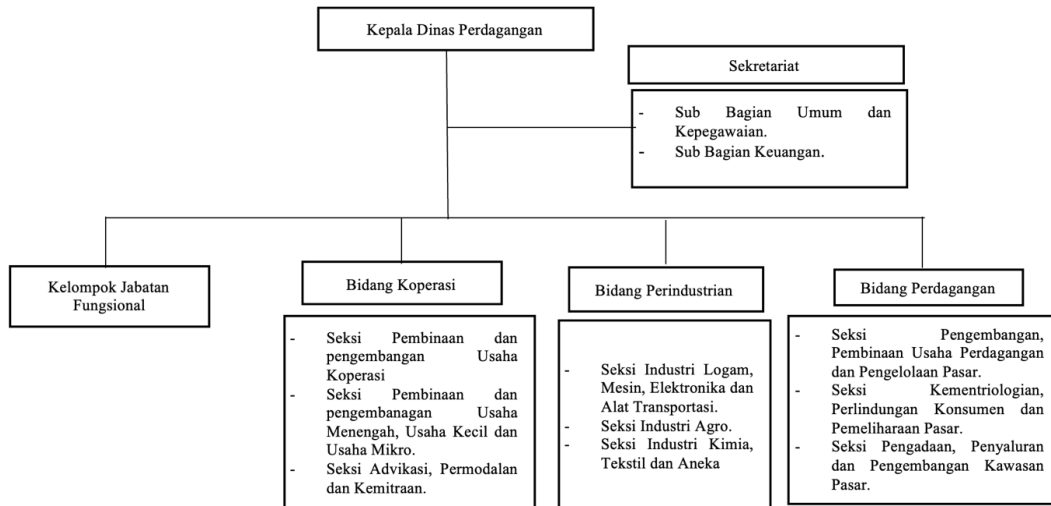 Kepala Dinas Perdagangan
Sekretariat
- Sub Bagian Umum dan
Kepegawaian.
- Sub Bagian Keuangan.
Kelompok Jabatan
Fungsional
Bidang Koperasi
- Seksi Pembinaan dan
pengembangan Usaha
Koperasi
- Seksi Pembinaan dan
pengembanagan Usaha
Menengah, Usaha Kecil dan
Usaha Mikro.
- Seksi Advikasi, Permodalan
dan Kemitraan.
Bidang Perindustrian
- Seksi Industri Logam,
Mesin, Elektronika dan
Alat Transportasi.
- Seksi Industri Agro.
- Seksi Industri Kimia,
Tekstil dan Aneka
Bidang Perdagangan
- Seksi Pengembangan,
Pembinaan Usaha Perdagangan
dan Pengelolaan Pasar.
- Seksi Kementriologian,
Perlindungan Konsumen dan
Pemeliharaan Pasar.
- Seksi Pengadaan, Penyaluran
dan Pengembangan Kawasan
Pasar.